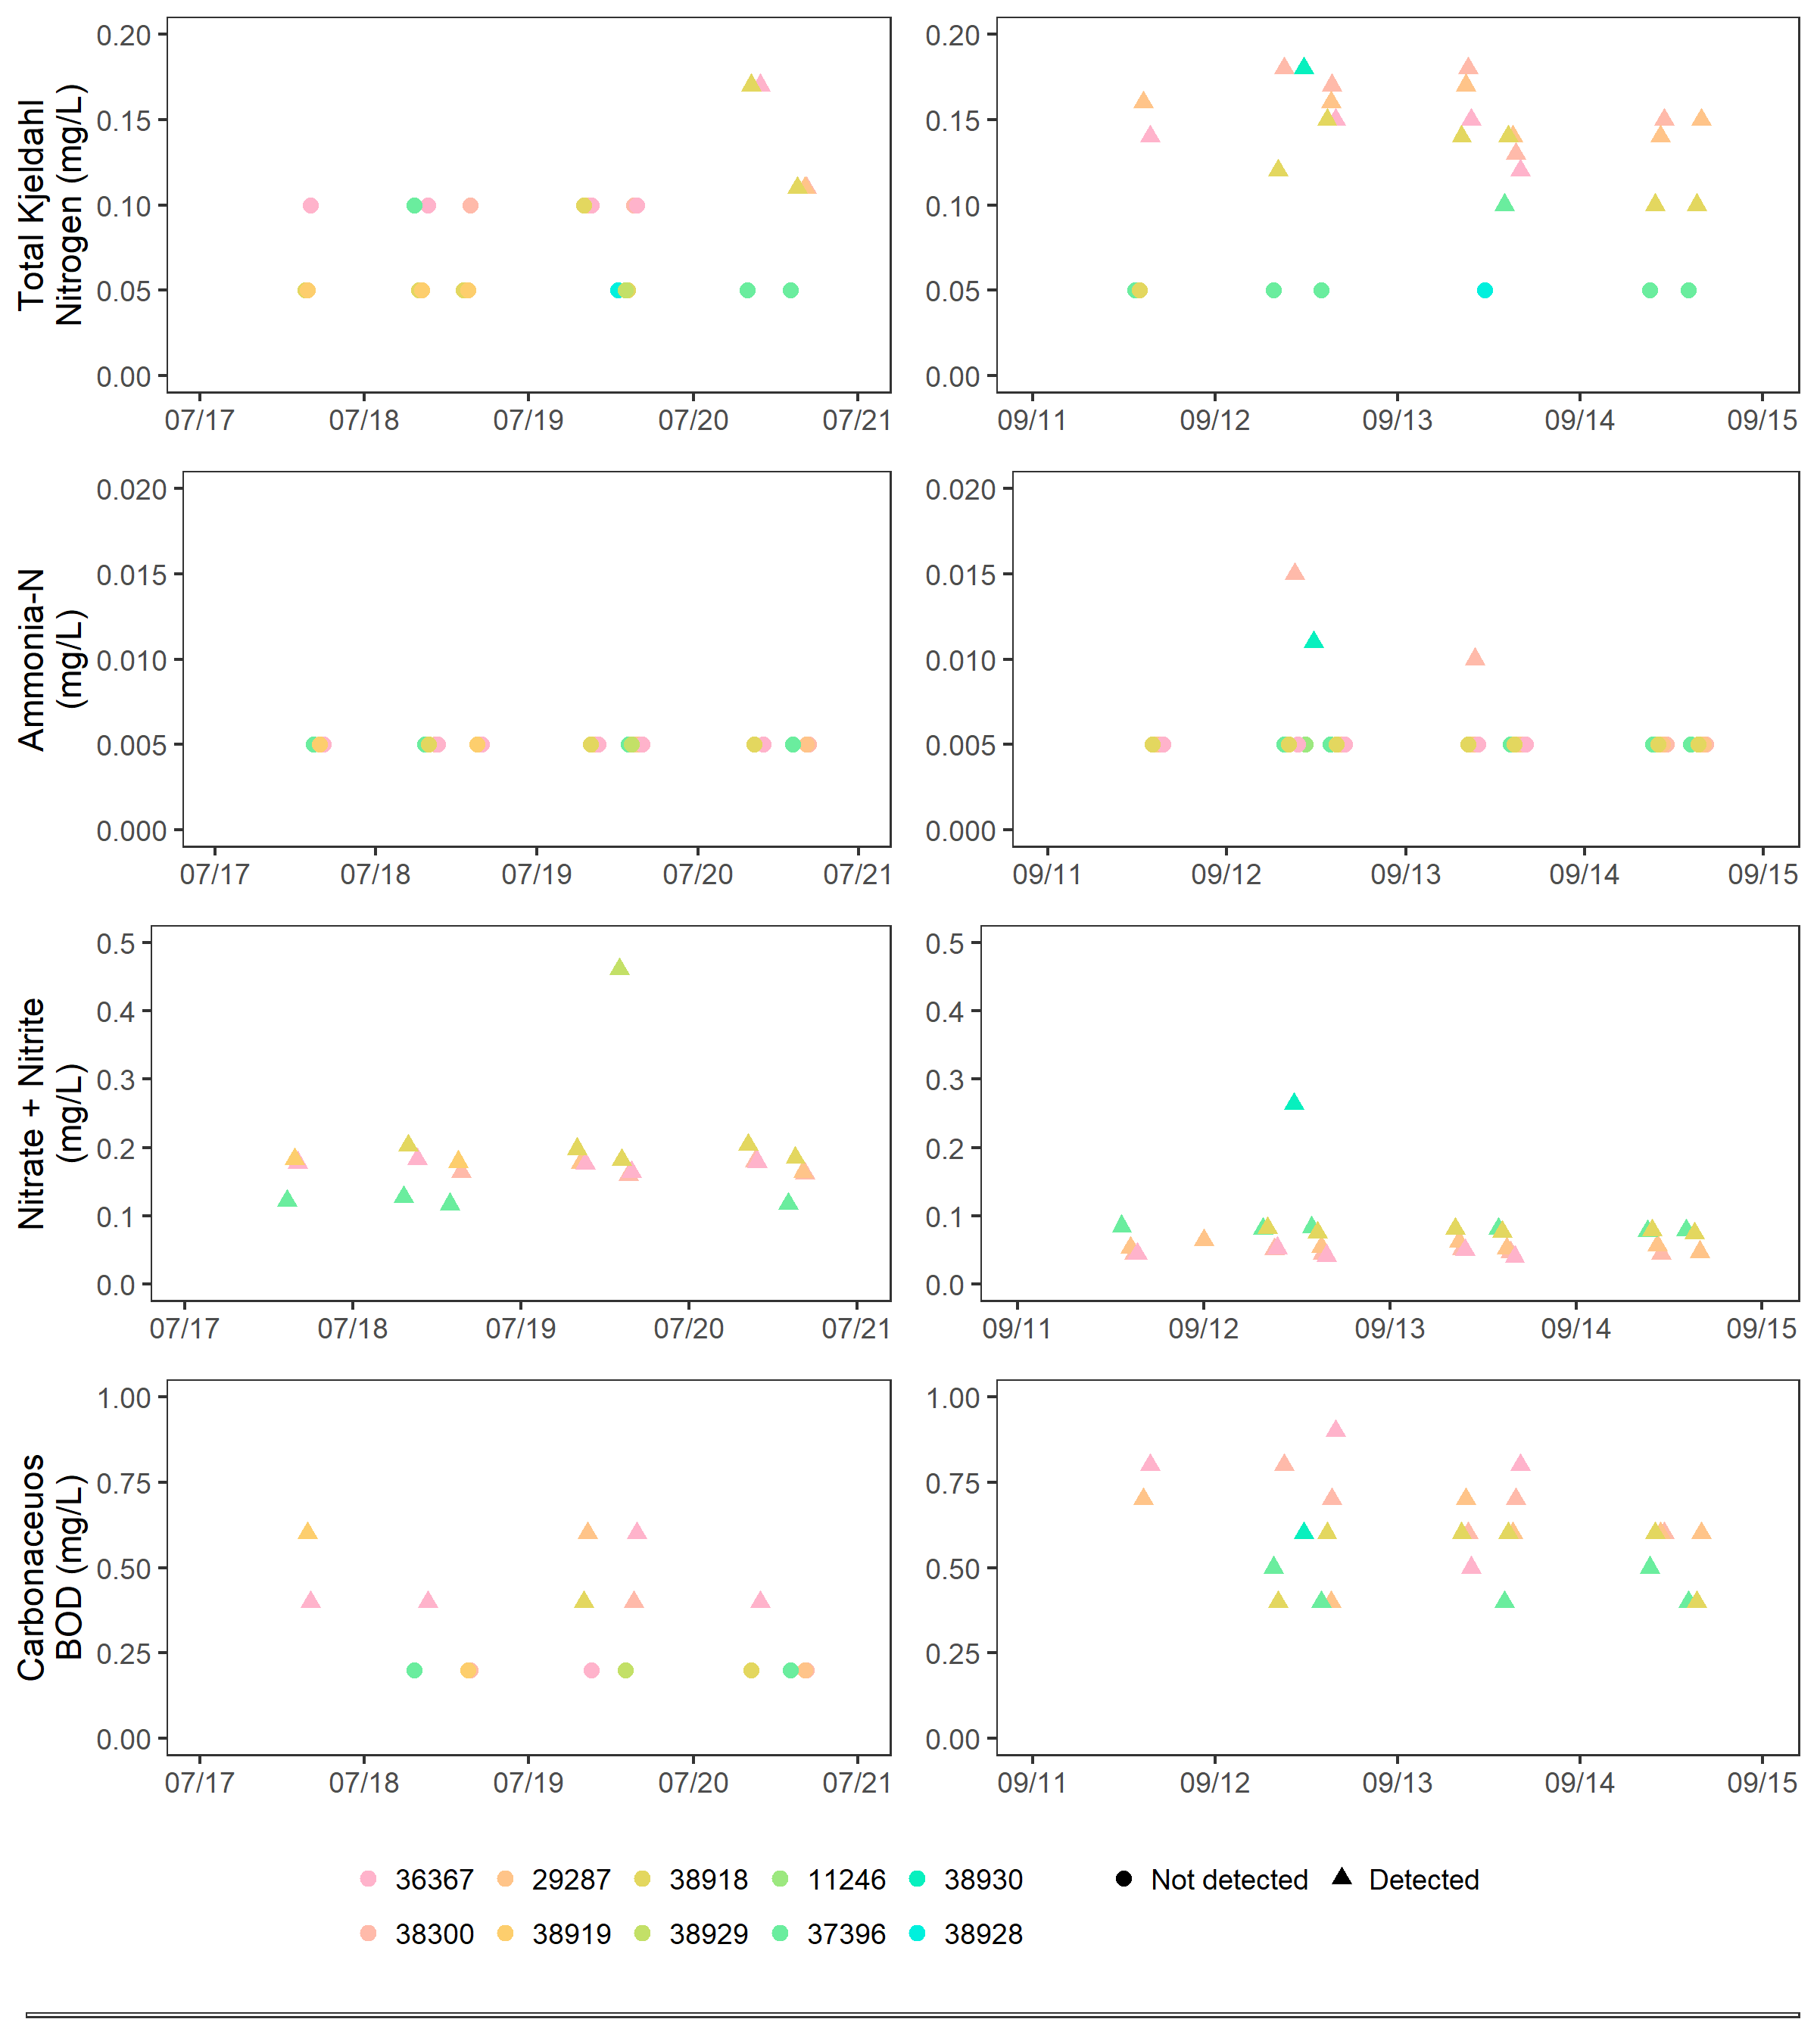 Total Kjeldahl
Nitrogen (mg/L)
0.20
0.15
0.10
0.05
0.00
07/17 07/18 07/19 07/20 07/21
0.20
0.15
0.10
0.05
0.00
09/11 09/12 09/13 09/14 09/15
Ammonia-N
(mg/L)
0.020
0.015
0.010
0.005
0.000
07/17 07/18 07/19 07/20 07/21
0.020
0.015
0.010
0.005
0.000
09/11 09/12 09/13 09/14 09/15
Nitrate + Nitrite
(mg/L)
0.5
0.4
0.3
0.2
0.1
0.0
07/17 07/18 07/19 07/20 07/21
0.5
0.4
0.3
0.2
0.1
0.0
09/11 09/12 09/13 09/14 09/15
Carbonaceuos
BOD (mg/L)
1.00
0.75
0.50
0.25
0.00
07/17 07/18 07/19 07/20 07/21
1.00
0.75
0.50
0.25
0.00
09/11 09/12 09/13 09/14 09/15
36367 29287 38918 11246 38930 Not detected Detected
38300 38919 38929 37396 38928